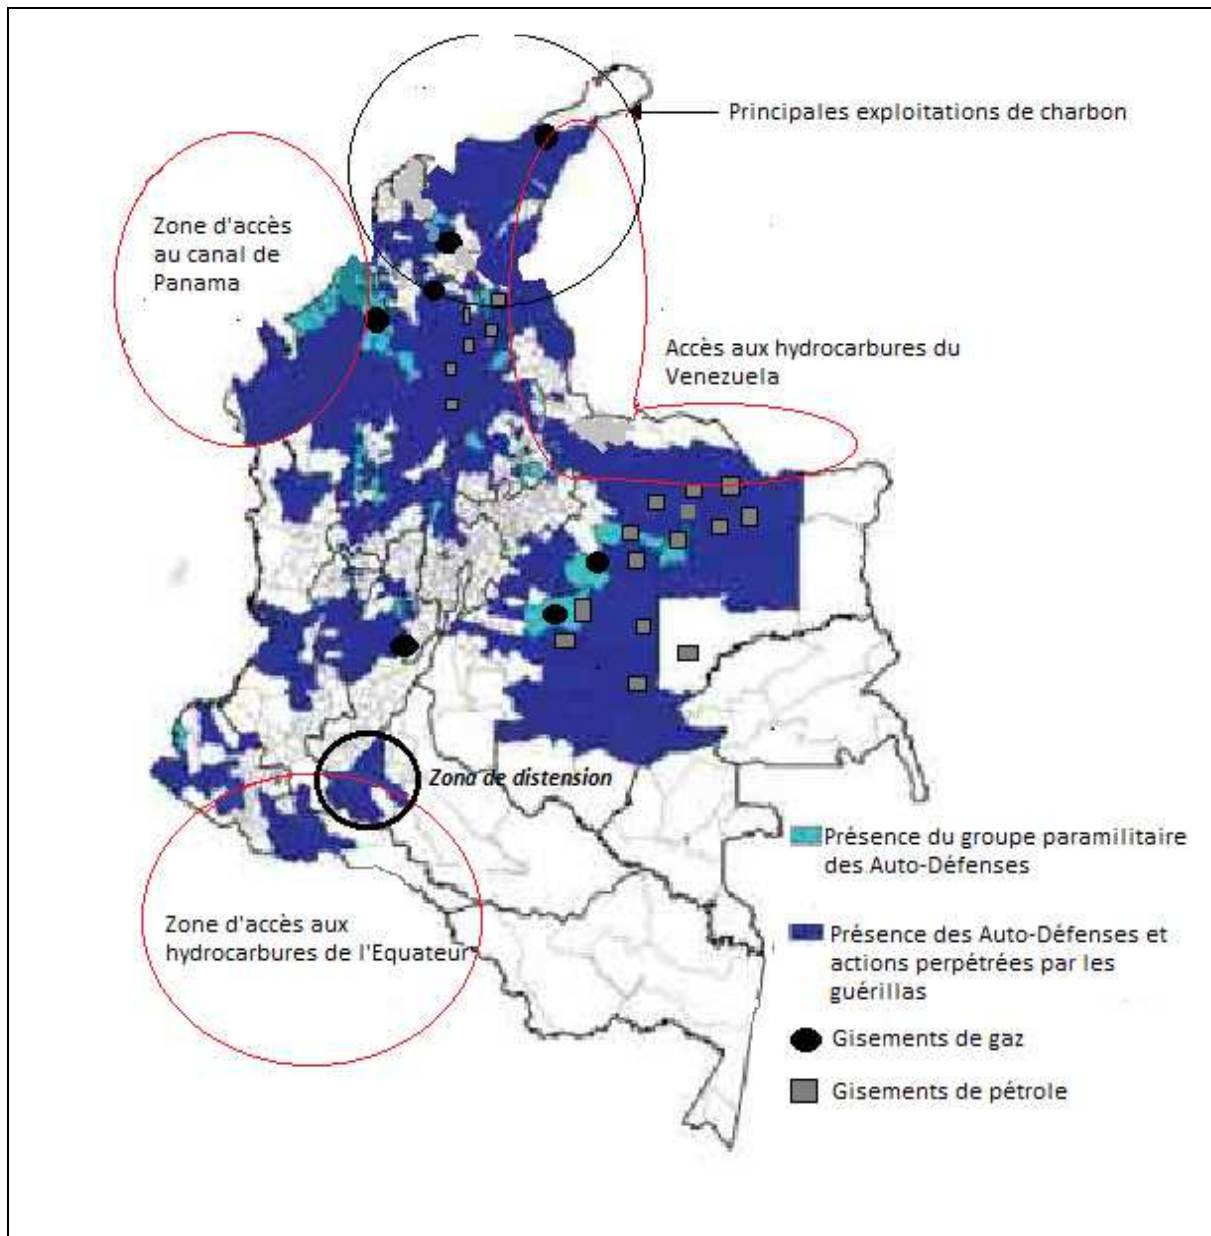 Principales exploitations de charbon
Zone d'accès
au canal de
Panama
Accès aux hydrocarbures du
Venezuela
Zona de distension
Zone d'accès aux
hydrocarbures de l'Equateur
Présence du groupe paramilitaire
des Auto-Défenses
Présence des Auto-Défenses et
actions perpétrées par les
guérillas
Gisements de gaz
Gisements de pétrole